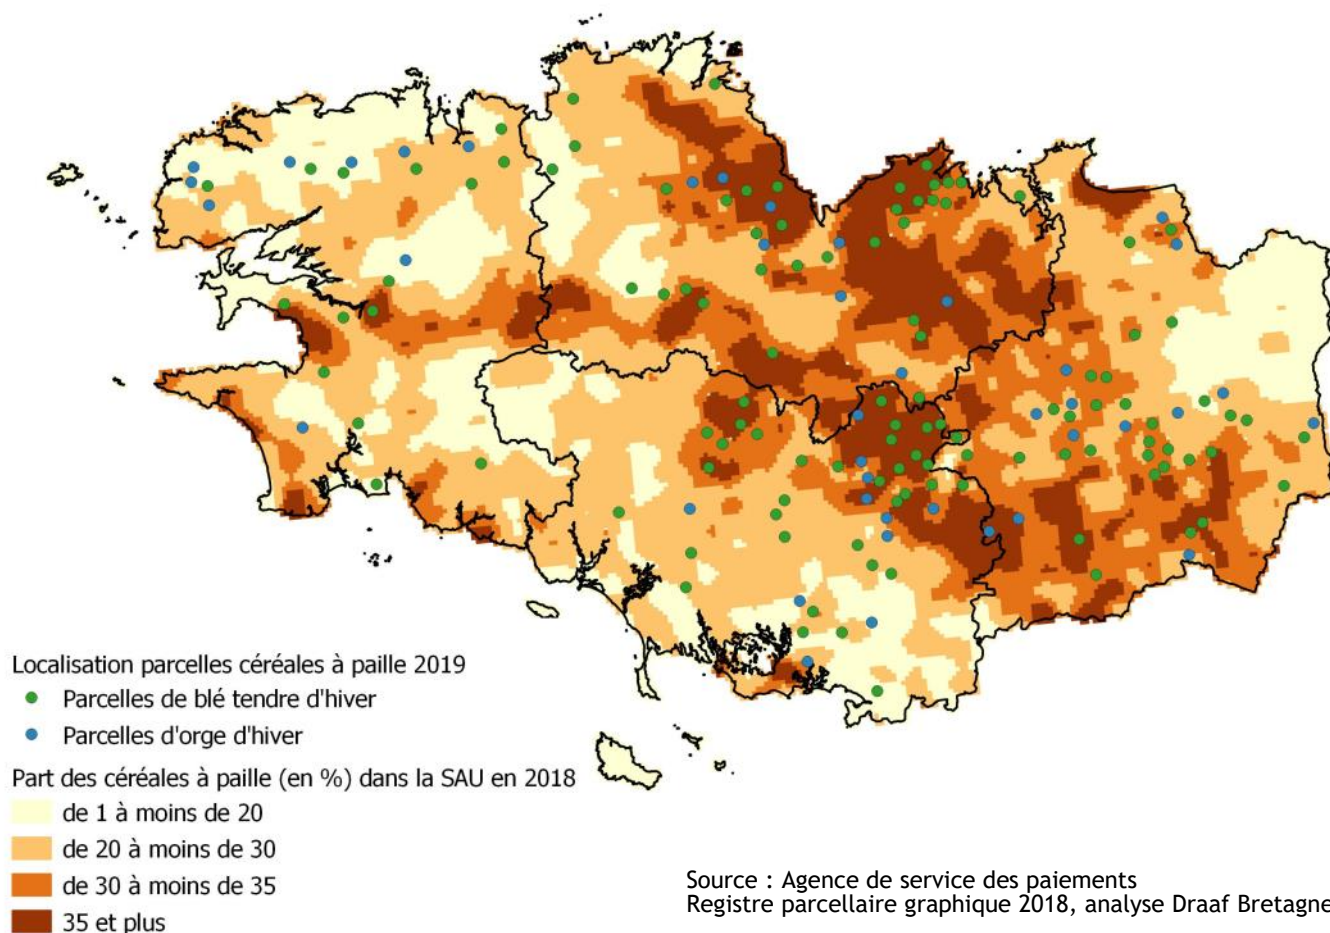 Localisation parcelles céréales à paille 2019
Parcelles de blé tendre d'hiver
Parcelles d'orge d'hiver
Part des céréales à paille (en %) dans la SAU en 2018
de 1 à moins de 20
de 20 à moins de 30
de 30 à moins de 35
35 et plus
Source : Agence de service des paiements
Registre parcellaire graphique 2018, analyse Draaf Bretagne